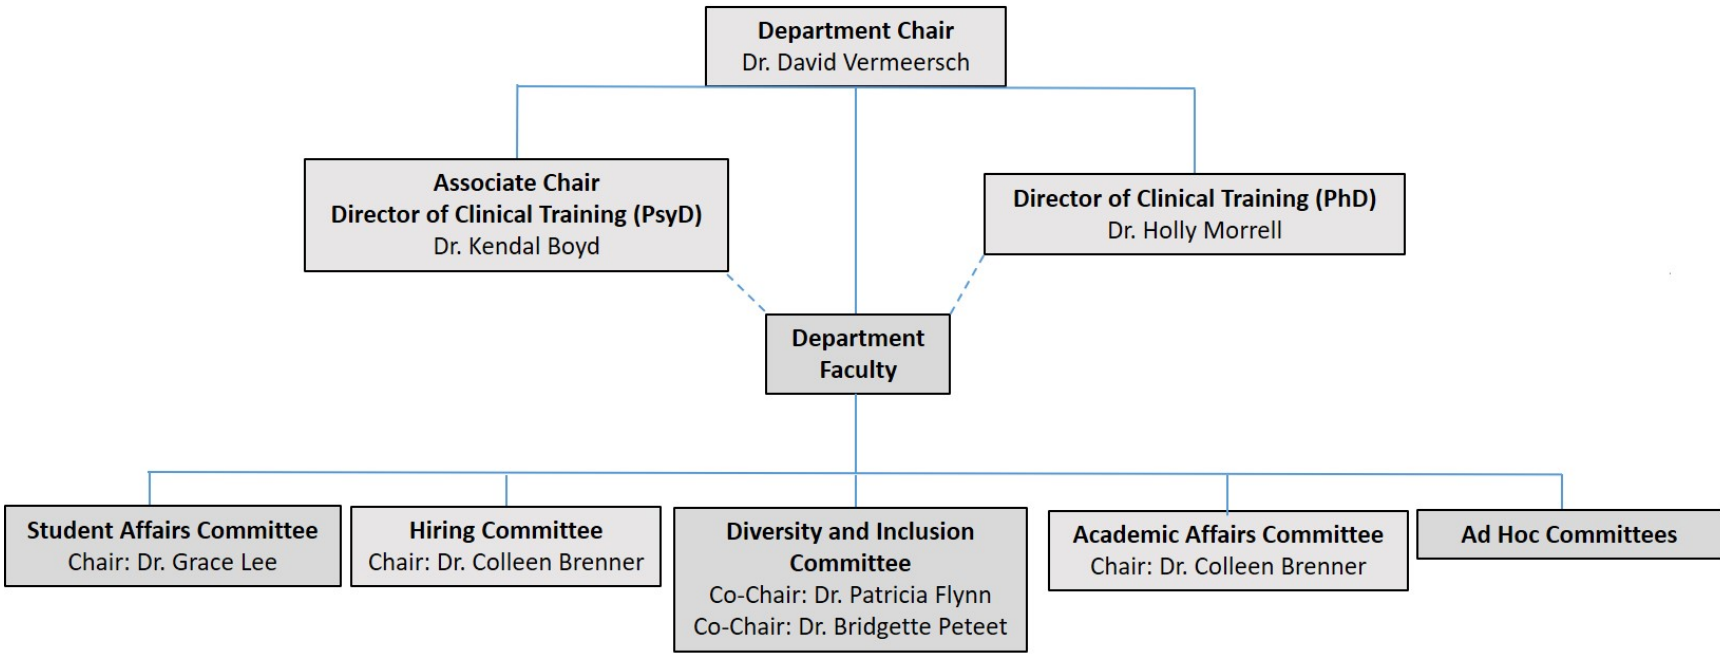 Department Chair
Dr. David Vermeersch
Associate Chair
Director of Clinical Training (PsyD)
Dr. Kendal Boyd
Director of Clinical Training (PhD)
Dr. Holly Morrell
Department
Faculty
Student Affairs Committee
Chair: Dr. Grace Lee
Hiring Committee
Chair: Dr. Colleen Brenner
Diversity and Inclusion
Committee
Co-Chair: Dr. Patricia Flynn
Co-Chair: Dr. Bridgette Peteet
Academic Affairs Committee
Chair: Dr. Colleen Brenner
Ad Hoc Committees